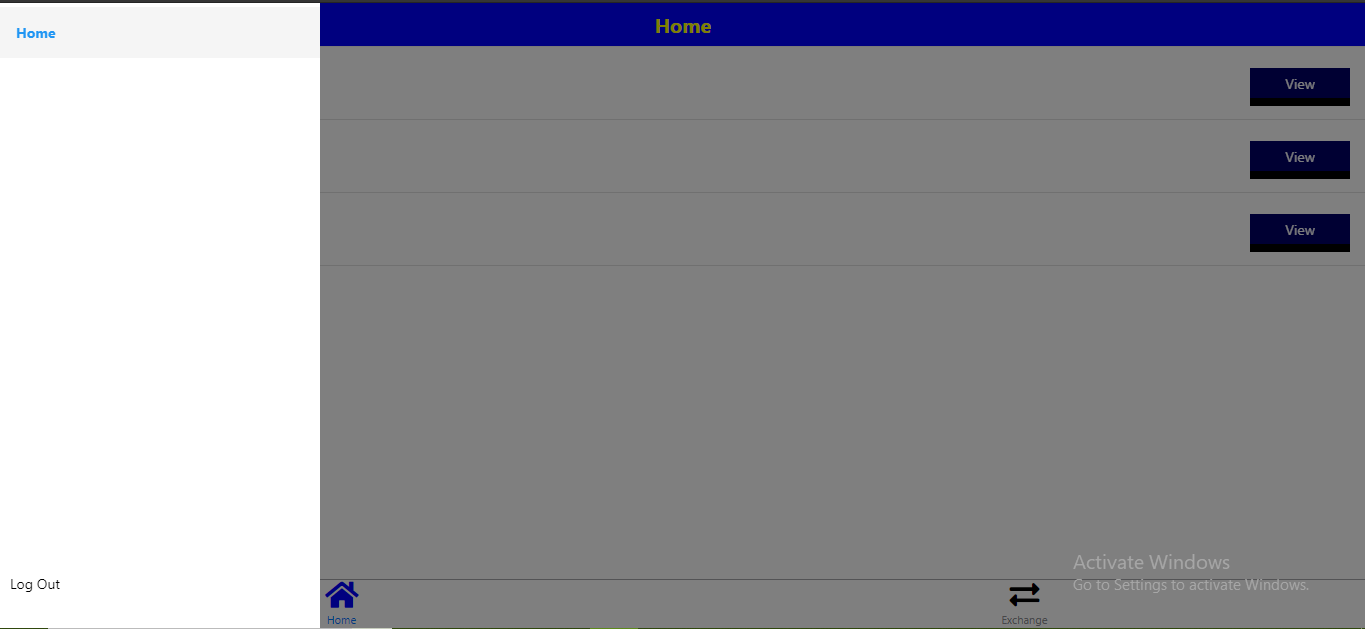 Home
Home
View
View
View
Log Out
Activate Windows
Go to Settings to activate Windows.
Home
Exchange